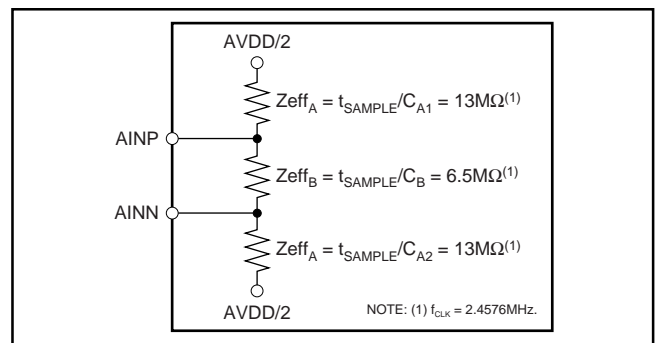 AVDD/2
Zeff_A = t_SAMPLE/C_A1 = 13MΩ(1)
AINP
Zeff_B = t_SAMPLE/C_B = 6.5MΩ(1)
AINN
Zeff_A = t_SAMPLE/C_A2 = 13MΩ(1)
AVDD/2
NOTE: (1) f_CLK = 2.4576MHz.